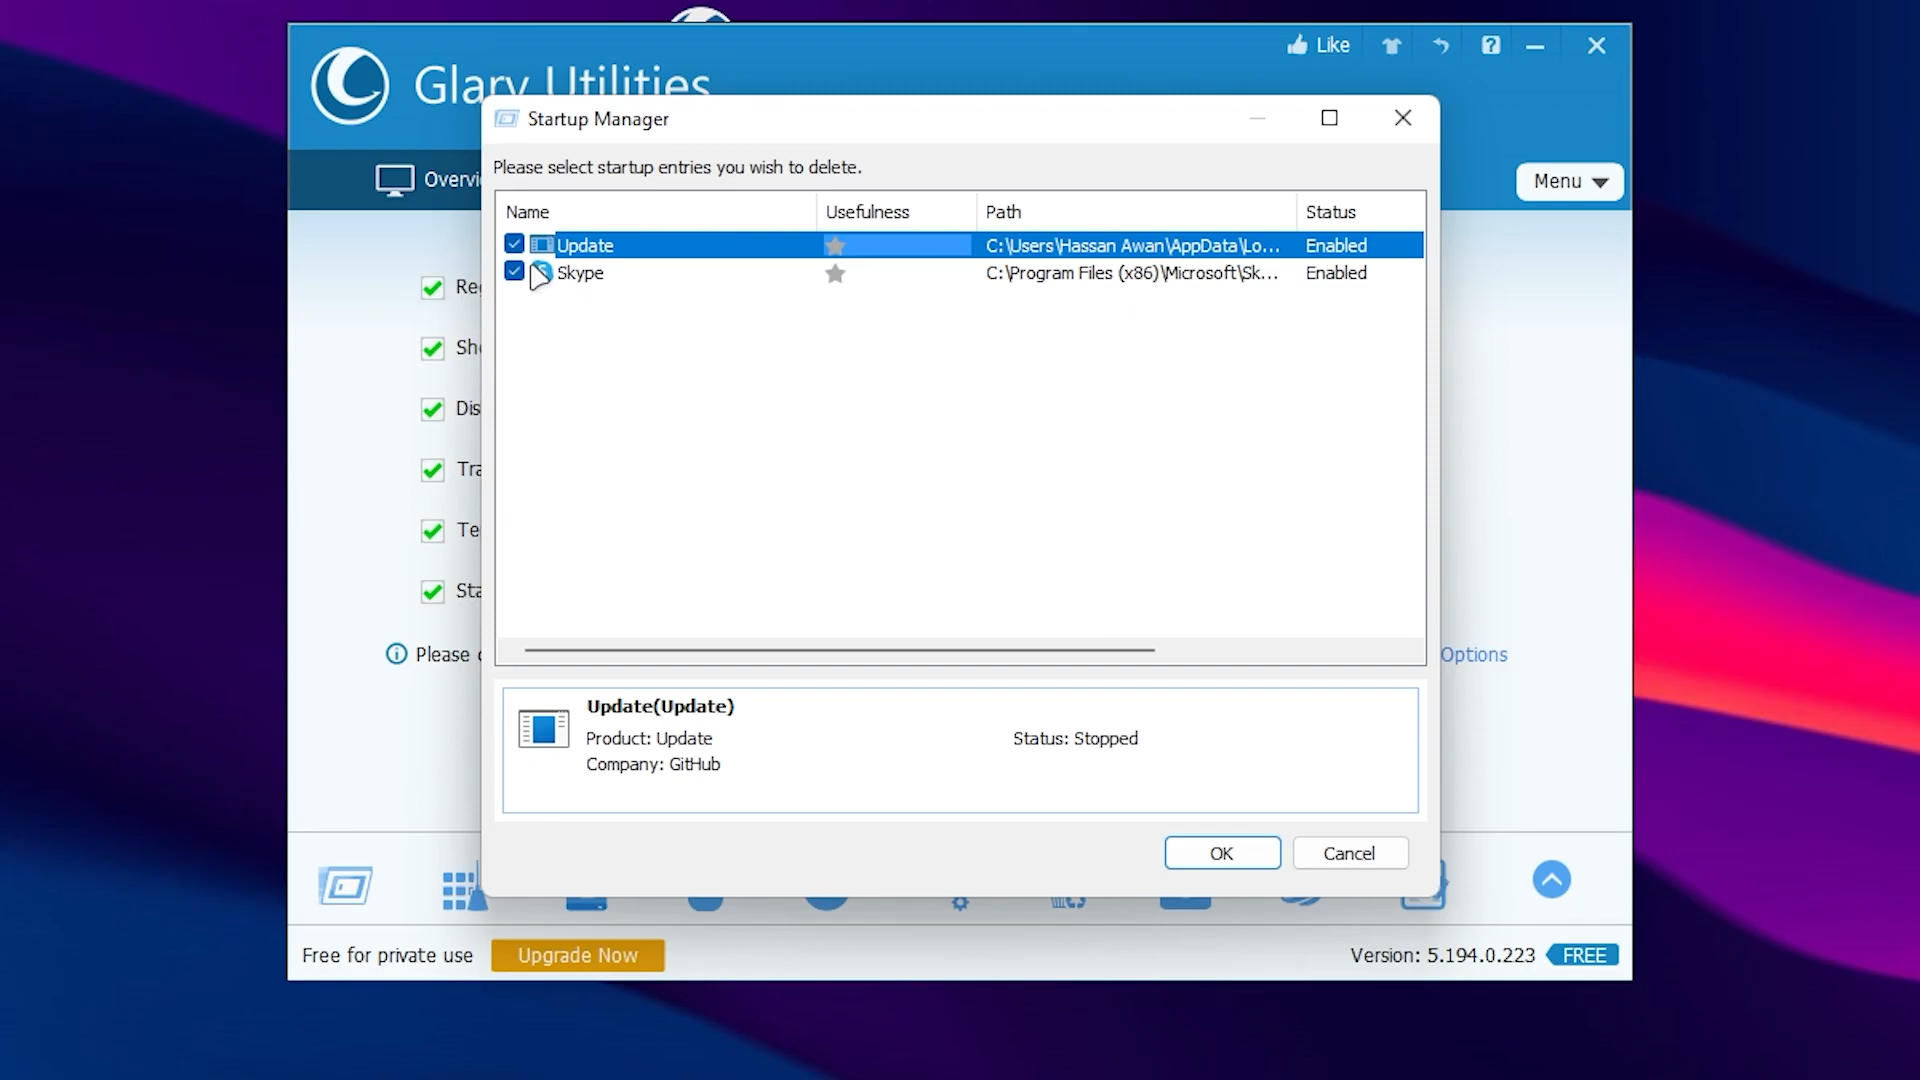 Like
Glary Utilities
Startup Manager
Please select startup entries you wish to delete.
Overvi
Menu
Name Usefulness Path Status
Update C:\Users\Hassan Awan\AppData\Lo... Enabled
Skype C:\Program Files (x86)\Microsoft\Sk... Enabled
Reg
Sho
Dis
Tra
Te
Sta
Please
Options
Update(Update)
Product: Update Status: Stopped
Company: GitHub
OK Cancel
Free for private use Upgrade Now Version: 5.194.0.223 FREE